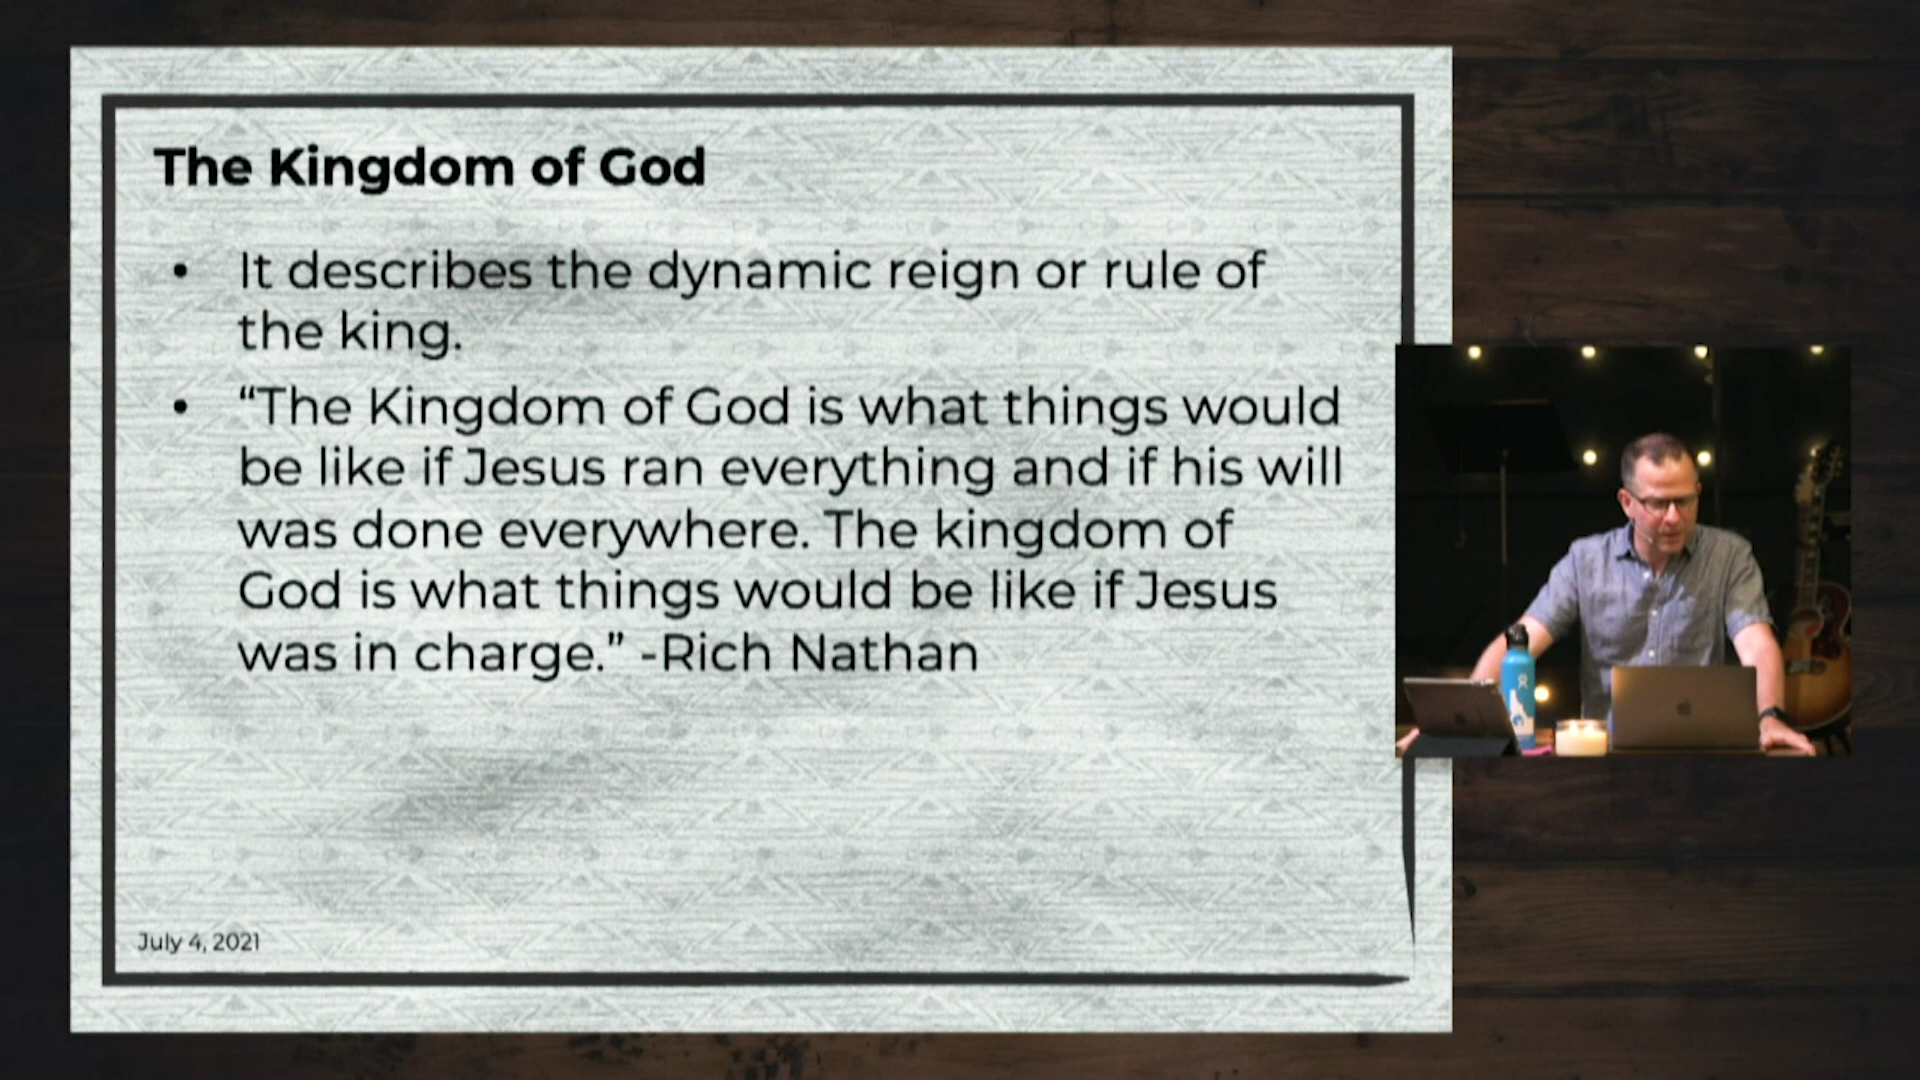 The Kingdom of God
• It describes the dynamic reign or rule of
the king.
• “The Kingdom of God is what things would
be like if Jesus ran everything and if his will
was done everywhere. The kingdom of
God is what things would be like if Jesus
was in charge.” -Rich Nathan
July 4, 2021